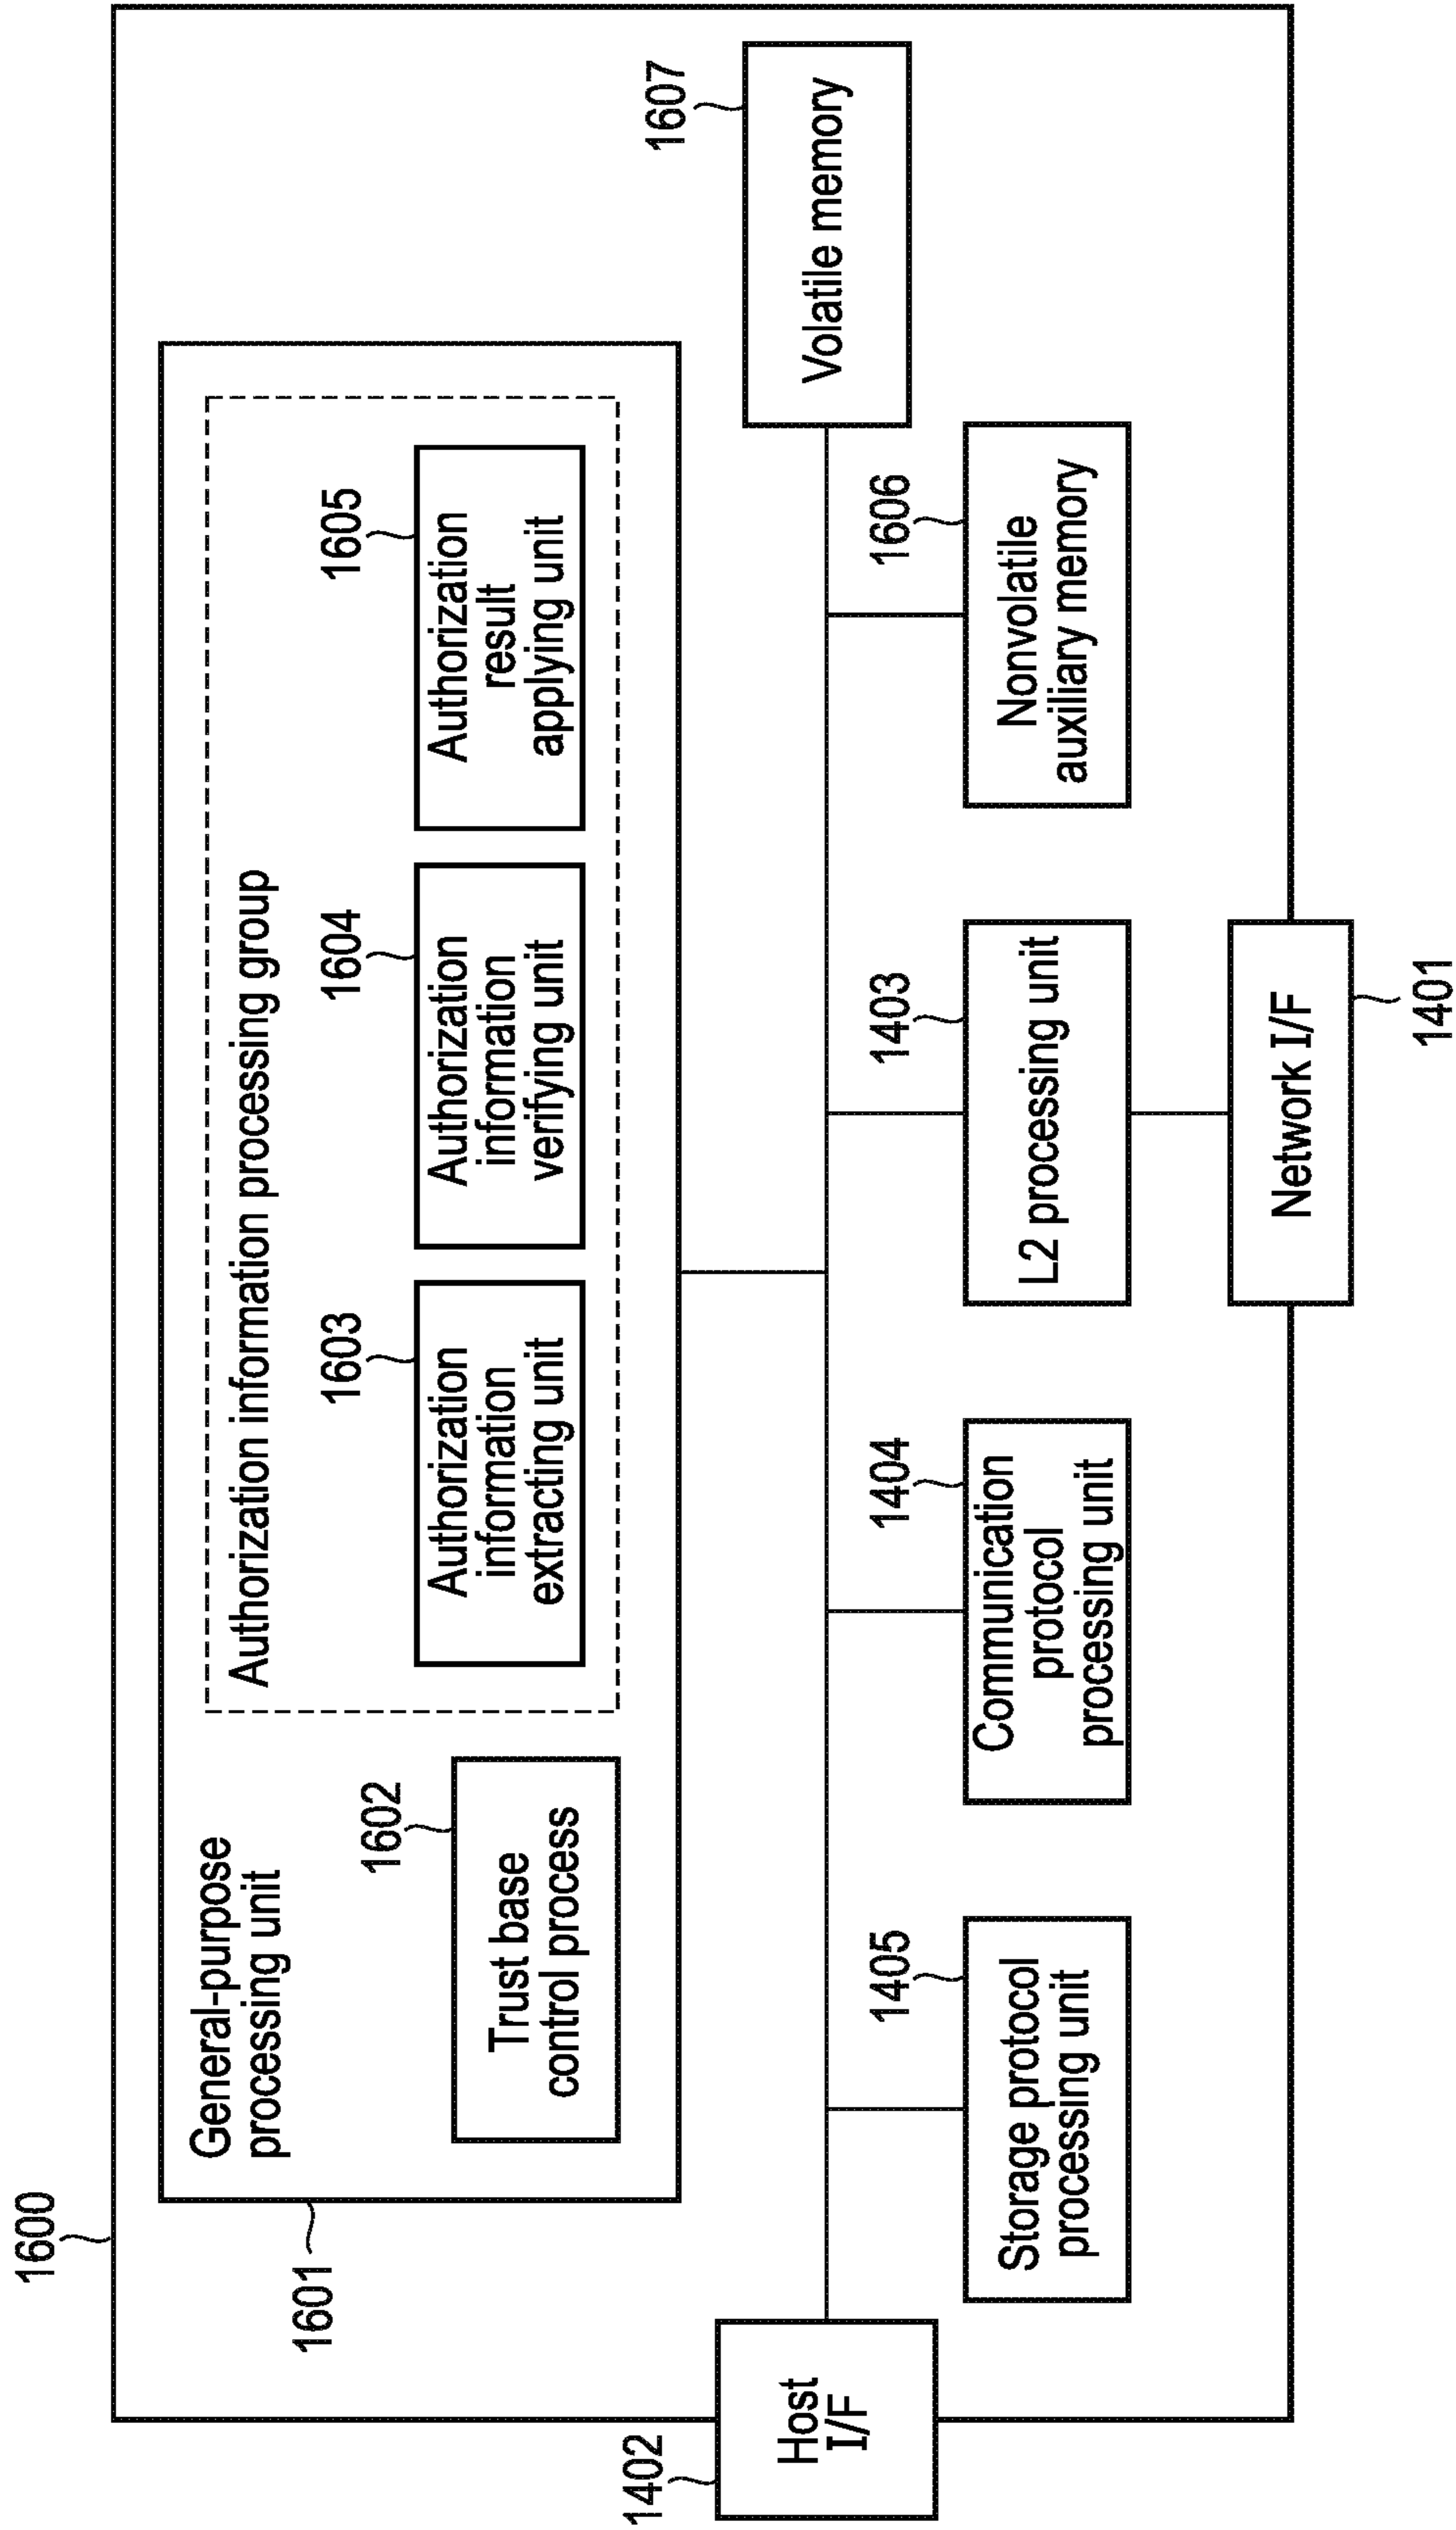 1600
1601
General-purpose
processing unit
Authorization information processing group
1602
Trust base
control process
1603
Authorization
information
extracting unit
1604
Authorization
information
verifying unit
1605
Authorization
result
applying unit
1607
Volatile memory
1402
Host
I/F
1405
Storage protocol
processing unit
1404
Communication
protocol
processing unit
1403
L2 processing unit
1606
Nonvolatile
auxiliary memory
Network I/F
1401